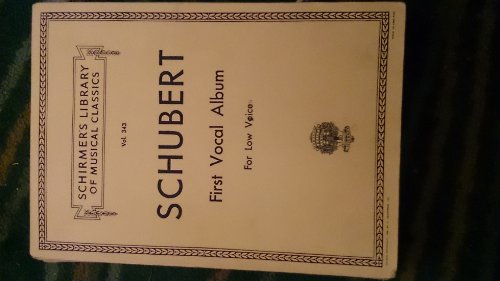 SCHIRMER'S LIBRARY
OF MUSICAL CLASSICS
Vol. 343
SCHUBERT
First Vocal Album
For Low Voice